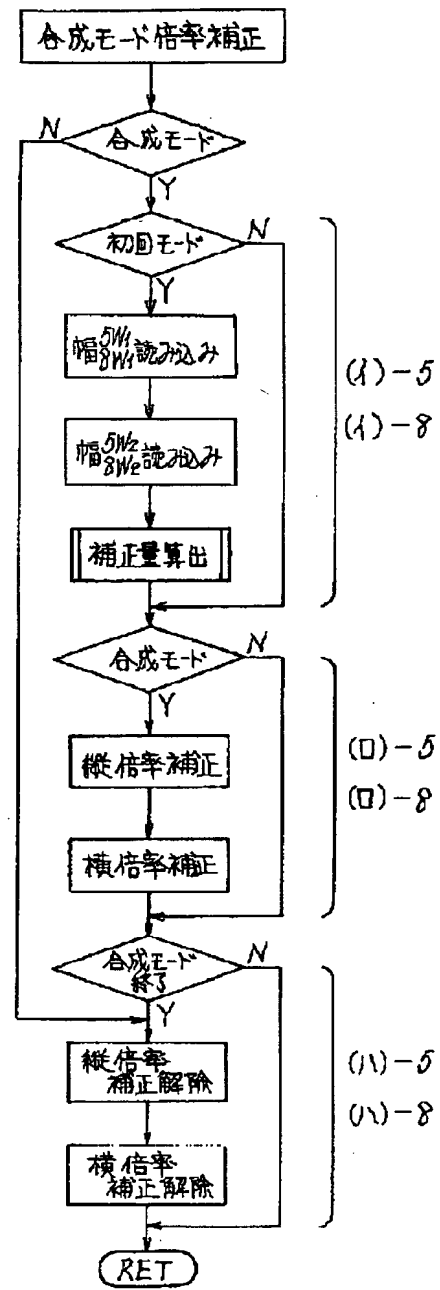 合成モード倍率補正
N
合成モード
Y
初回モード
N
Y
幅5W1 8W1読み込み
(イ)-5
(イ)-8
幅5W2 8W2読み込み
補正量算出
合成モード
N
Y
縦倍率補正
(ロ)-5
(ロ)-8
横倍率補正
合成モード
終了
N
Y
縦倍率
補正解除
(ハ)-5
(ハ)-8
横倍率
補正解除
RET